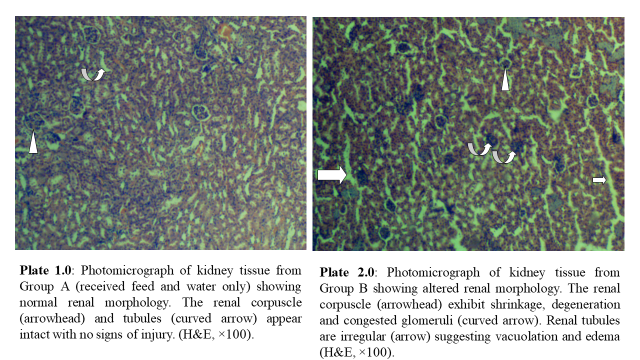 Plate 1.0: Photomicrograph of kidney tissue from
Group A (received feed and water only) showing
normal renal morphology. The renal corpuscle
(arrowhead) and tubules (curved arrow) appear
intact with no signs of injury. (H&E, ×100).
Plate 2.0: Photomicrograph of kidney tissue from
Group B showing altered renal morphology. The renal
corpuscle (arrowhead) exhibit shrinkage, degeneration
and congested glomeruli (curved arrow). Renal tubules
are irregular (arrow) suggesting vacuolation and edema
(H&E, ×100).